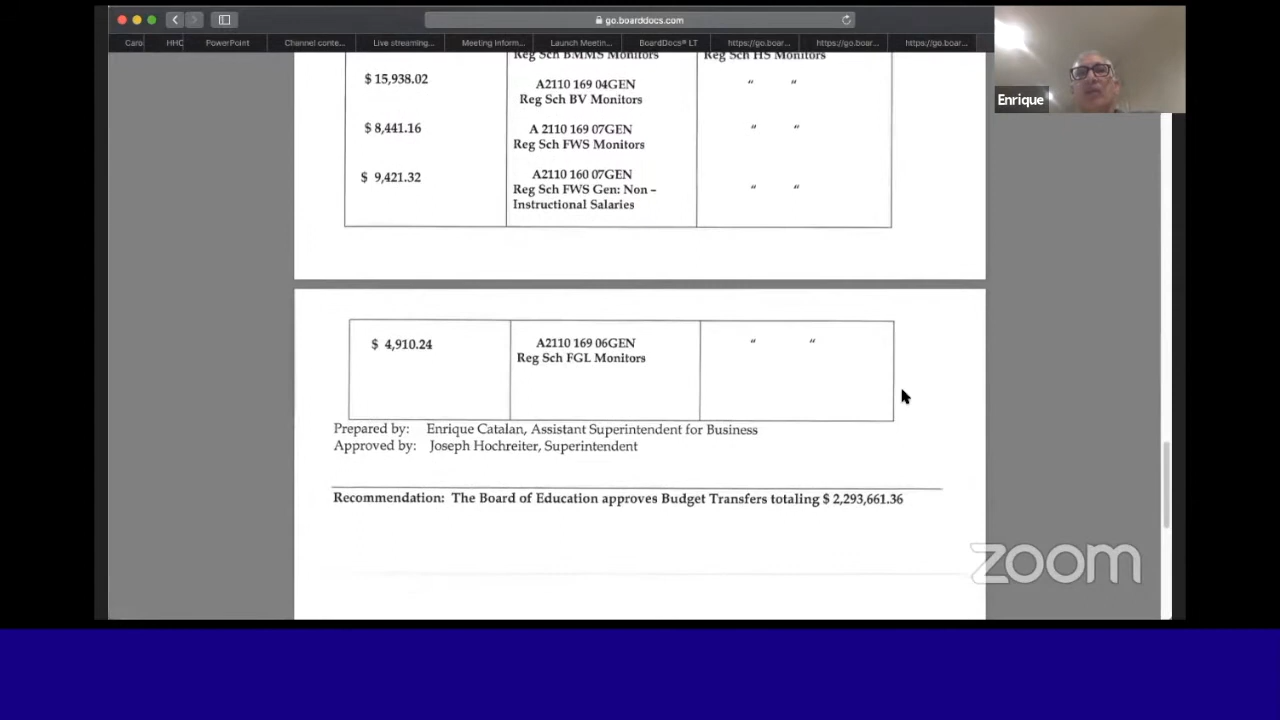 go.boarddocs.com
Caro
HHC
PowerPoint
Channel conte...
Live streaming...
Meeting Inform...
Launch Meetin...
BoardDocs® LT
https://go.boar...
https://go.boar...
https://go.boar...
Enrique
Reg Sch BMMS Monitors
Reg Sch HS Monitors
$ 15,938.02
A2110 169 04GEN
Reg Sch BV Monitors
“ “
$ 8,441.16
A 2110 169 07GEN
Reg Sch FWS Monitors
“ “
$ 9,421.32
A2110 160 07GEN
Reg Sch FWS Gen: Non –
Instructional Salaries
“ “
$ 4,910.24
A2110 169 06GEN
Reg Sch FGL Monitors
“ “
Prepared by: Enrique Catalan, Assistant Superintendent for Business
Approved by: Joseph Hochreiter, Superintendent
Recommendation: The Board of Education approves Budget Transfers totaling $ 2,293,661.36
zoom